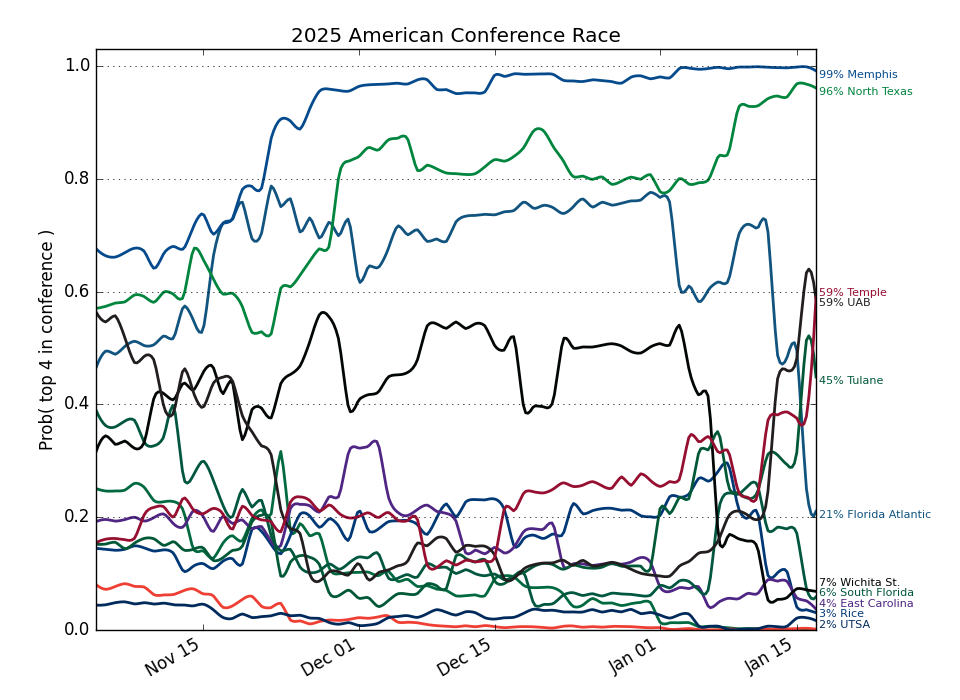 2025 American Conference Race
Prob( top 4 in conference )
1.0
0.8
0.6
0.4
0.2
0.0
Nov 15
Dec 01
Dec 15
Jan 01
Jan 15
99% Memphis
96% North Texas
59% Temple
59% UAB
45% Tulane
21% Florida Atlantic
7% Wichita St.
6% South Florida
4% East Carolina
3% Rice
2% UTSA